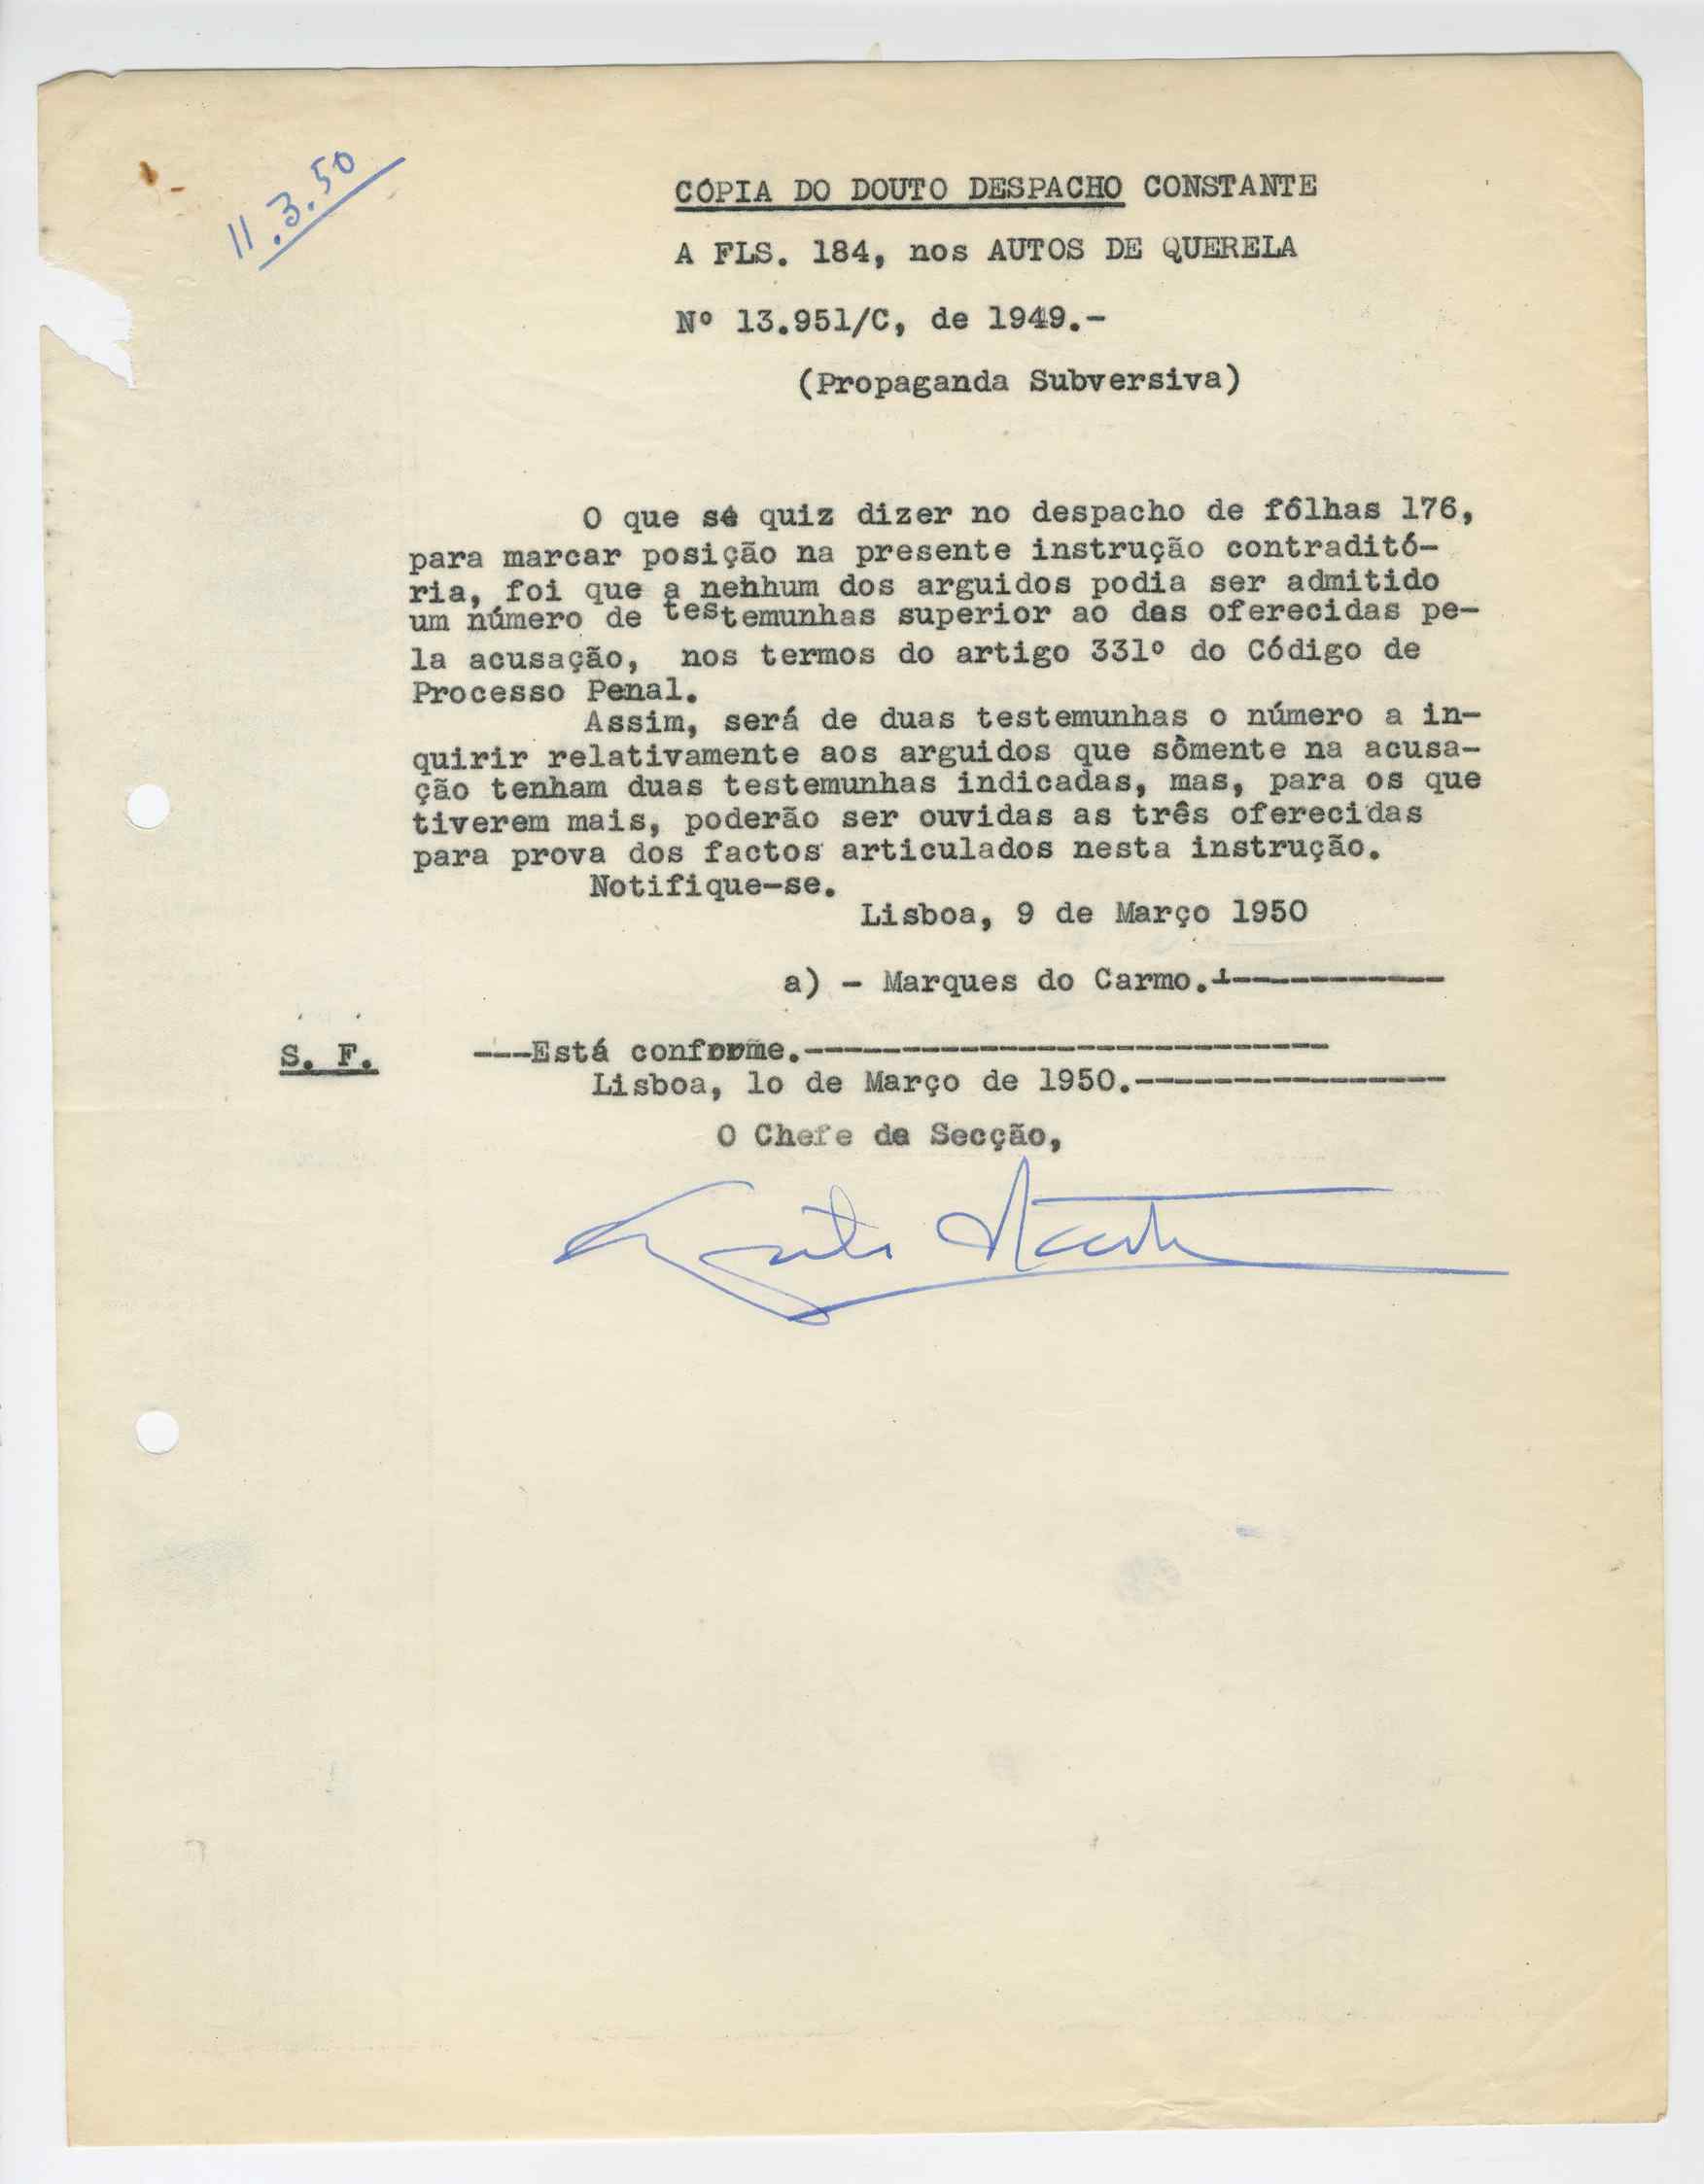 11.3.50
CÓPIA DO DOUTO DESPACHO CONSTANTE
A FLS. 184, nos AUTOS DE QUERELA
Nº 13.951/C, de 1949.-
(Propaganda Subversiva)
O que se quiz dizer no despacho de fôlhas 176,
para marcar posição na presente instrução contraditó-
ria, foi que a nehhum dos arguidos podia ser admitido
um número de testemunhas superior ao das oferecidas pe-
la acusação, nos termos do artigo 331º do Código de
Processo Penal.
Assim, será de duas testemunhas o número a in-
quirir relativamente aos arguidos que sòmente na acusa-
ção tenham duas testemunhas indicadas, mas, para os que
tiverem mais, poderão ser ouvidas as três oferecidas
para prova dos factos articulados nesta instrução.
Notifique-se.
Lisboa, 9 de Março 1950
a) - Marques do Carmo.-------------
S. F. ---Está conforme.---------------------------
Lisboa, lo de Março de 1950.----------------
O Chefe da Secção,